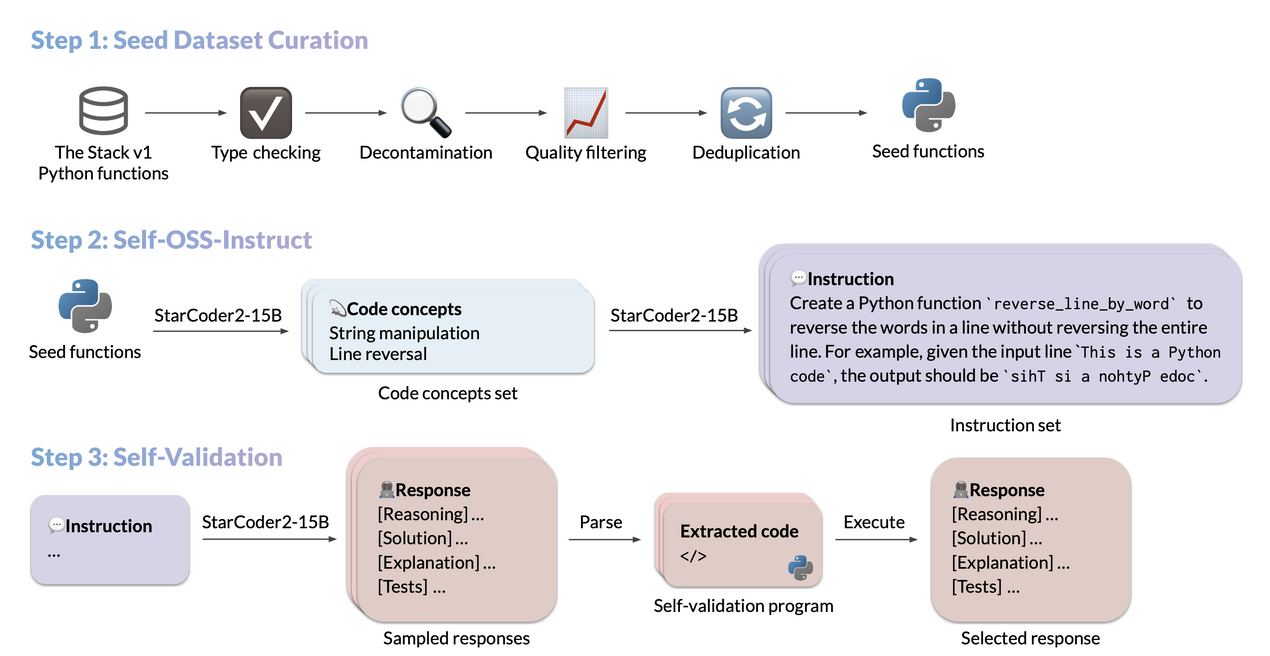 Step 1: Seed Dataset Curation
The Stack v1
Python functions
Type checking
Decontamination
Quality filtering
Deduplication
Seed functions
Step 2: Self-OSS-Instruct
Seed functions
StarCoder2-15B
Code concepts
String manipulation
Line reversal
Code concepts set
StarCoder2-15B
Instruction
Create a Python function `reverse_line_by_word` to
reverse the words in a line without reversing the entire
line. For example, given the input line `This is a Python
code`, the output should be `sihT si a nohtyP edoc`.
Instruction set
Step 3: Self-Validation
Instruction
...
StarCoder2-15B
Response
[Reasoning] ...
[Solution] ...
[Explanation] ...
[Tests] ...
Sampled responses
Parse
Extracted code
</>
Self-validation program
Execute
Response
[Reasoning] ...
[Solution] ...
[Explanation] ...
[Tests] ...
Selected response